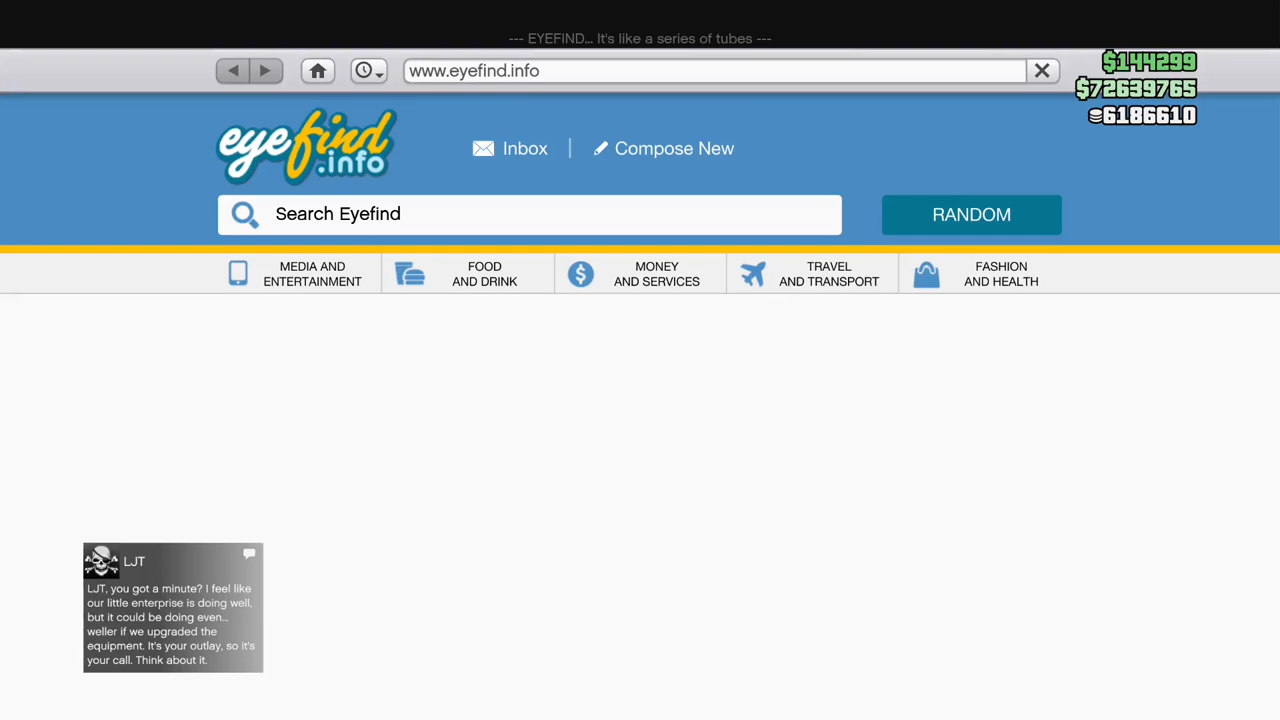 --- EYEFIND... It's like a series of tubes ---
www.eyefind.info
$144299
$72639765
6186610
eyefind
.info
Inbox
Compose New
Search Eyefind
RANDOM
MEDIA AND
ENTERTAINMENT
FOOD
AND DRINK
MONEY
AND SERVICES
TRAVEL
AND TRANSPORT
FASHION
AND HEALTH
LJT
LJT, you got a minute? I feel like
our little enterprise is doing well,
but it could be doing even...
weller if we upgraded the
equipment. It's your outlay, so it's
your call. Think about it.